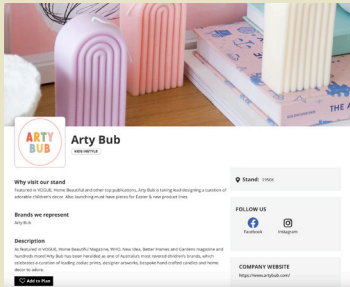 THE A
ARTY
BUB
Arty Bub
KIDS INSTYLE
Why visit our stand
Featured in VOGUE, Home Beautiful and other top publications, Arty Bub is taking bud designing a curation of
adorable children's decor. Also launching must have pieces for Easter & new product lines.
Brands we represent
Arty Bub
Description
As featured in VOGUE, Home Beautiful Magazine, WHO, New Idea, Better Homes and Gardens magazine and
hundreds more! Arty Bub has been heralded as one of Australia's most revered children's brands, which
celebrates a curation of leading zodiac prints, designer artworks, bespoke hand crafted candles and home
decor to adore.
Add to Plan
Stand:
FOLLOW US
Facebook
Instagram
COMPANY WEBSITE
https://www.artybub.com/